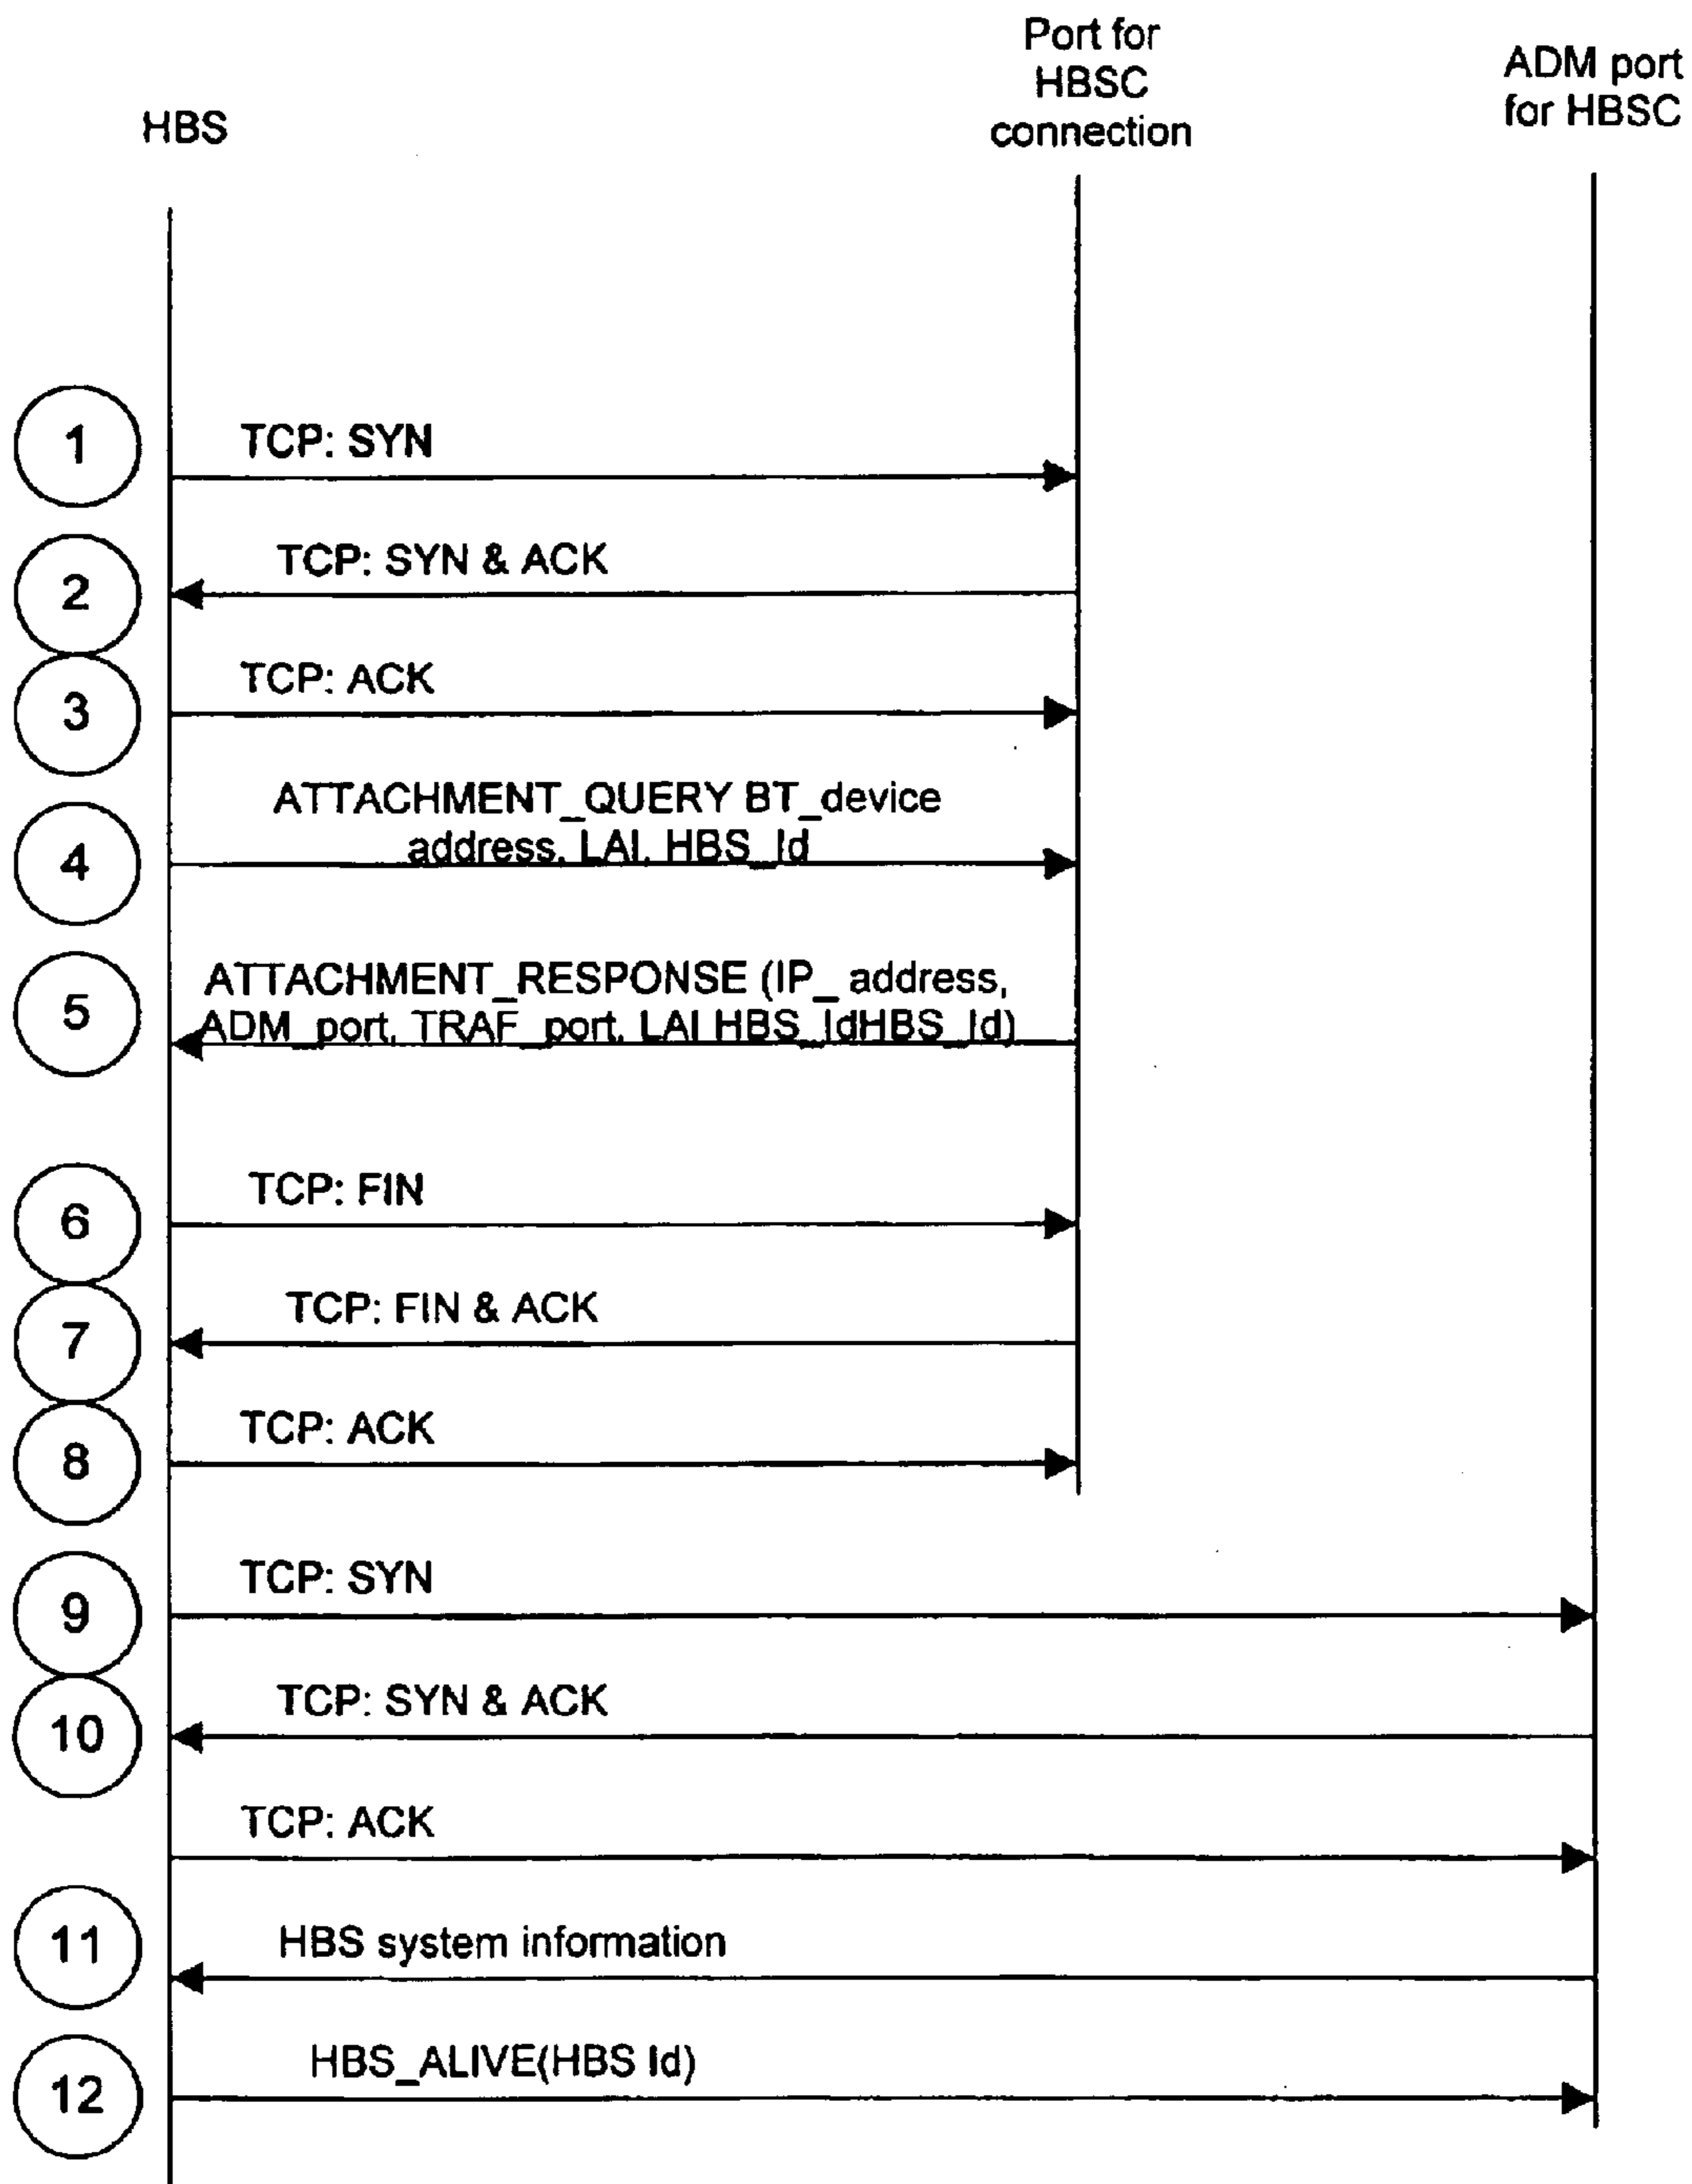 Port for
HBSC
connection
ADM port
for HBSC
HBS
1
TCP: SYN
2
TCP: SYN & ACK
3
TCP: ACK
4
ATTACHMENT_QUERY BT_device
address, LAI, HBS_Id
5
ATTACHMENT_RESPONSE (IP_ address,
ADM_port, TRAF_port, LAI HBS_IdHBS_Id)
6
TCP: FIN
7
TCP: FIN & ACK
8
TCP: ACK
9
TCP: SYN
10
TCP: SYN & ACK
TCP: ACK
11
HBS system information
12
HBS_ALIVE(HBS Id)